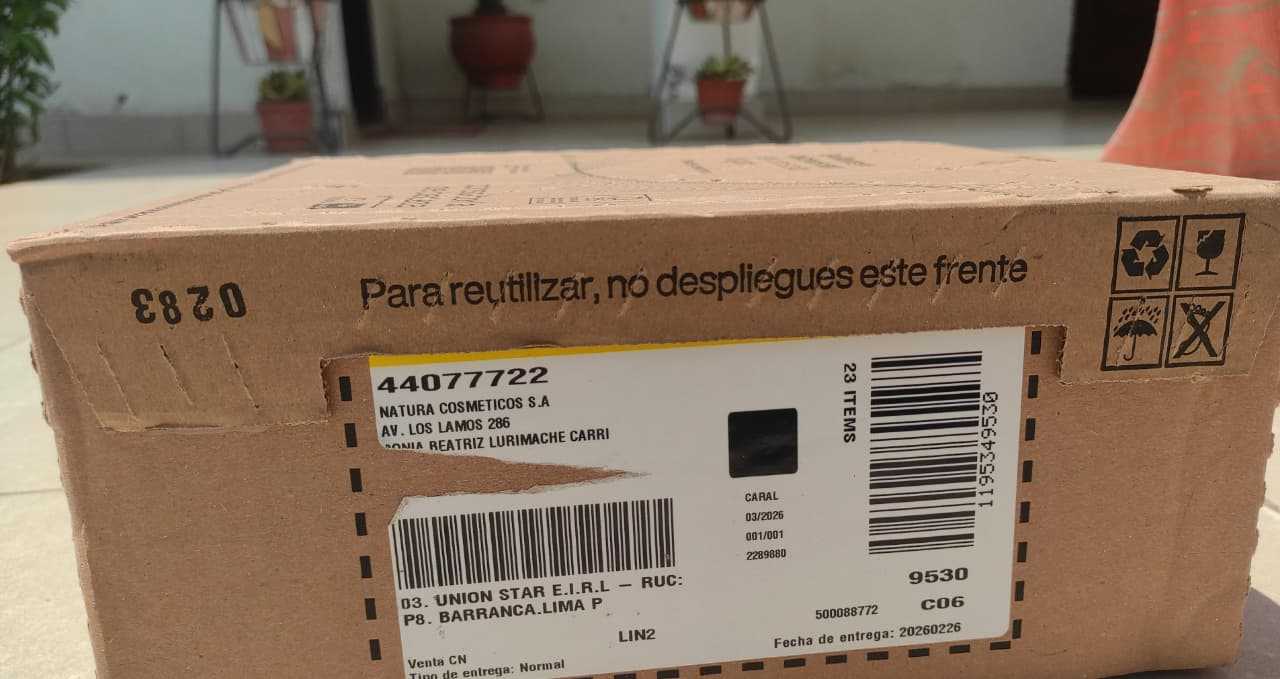 0283
Para reutilizar, no despliegues este frente
44077722
NATURA COSMETICOS S.A
AV. LOS LAMOS 286
BEATRIZ LURIMACHE CARRI
23 ITEMS
1195349530
CARAL
03/2026
001/001
2289880
03. UNION STAR E.I.R.L – RUC:
P8. BARRANCA.LIMA P
LIN2
9530
500088772 C06
Fecha de entrega: 20260226
Venta CN
Tipo de entrega: Normal